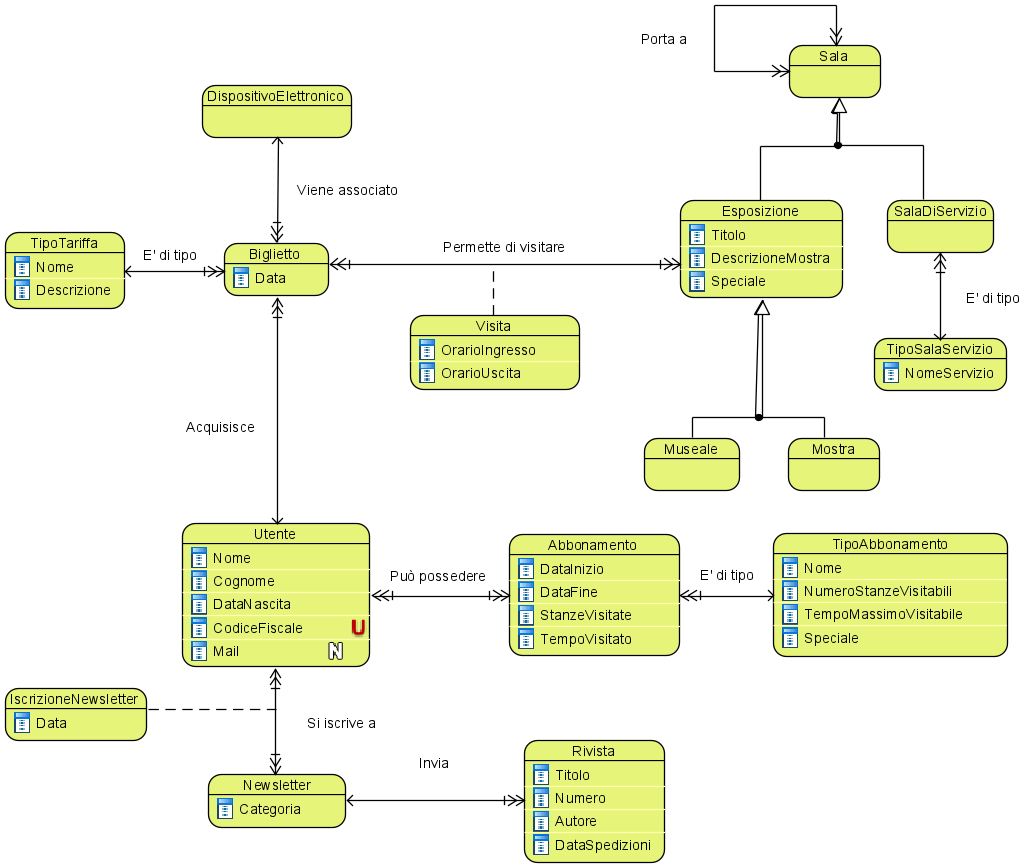 Porta a
Sala
DispositivoElettronico
Viene associato
Esposizione
Titolo
DescrizioneMostra
Speciale
SalaDiServizio
TipoTariffa
Nome
Descrizione
E' di tipo
Biglietto
Data
Permette di visitare
E' di tipo
Visita
OrarioIngresso
OrarioUscita
TipoSalaServizio
NomeServizio
Acquisisce
Museale
Mostra
Utente
Nome
Cognome
DataNascita
CodiceFiscale U
Mail N
Può possedere
Abbonamento
DataInizio
DataFine
StanzeVisitate
TempoVisitato
E' di tipo
TipoAbbonamento
Nome
NumeroStanzeVisitabili
TempoMassimoVisitabile
Speciale
IscrizioneNewsletter
Data
Si iscrive a
Newsletter
Categoria
Invia
Rivista
Titolo
Numero
Autore
DataSpedizioni